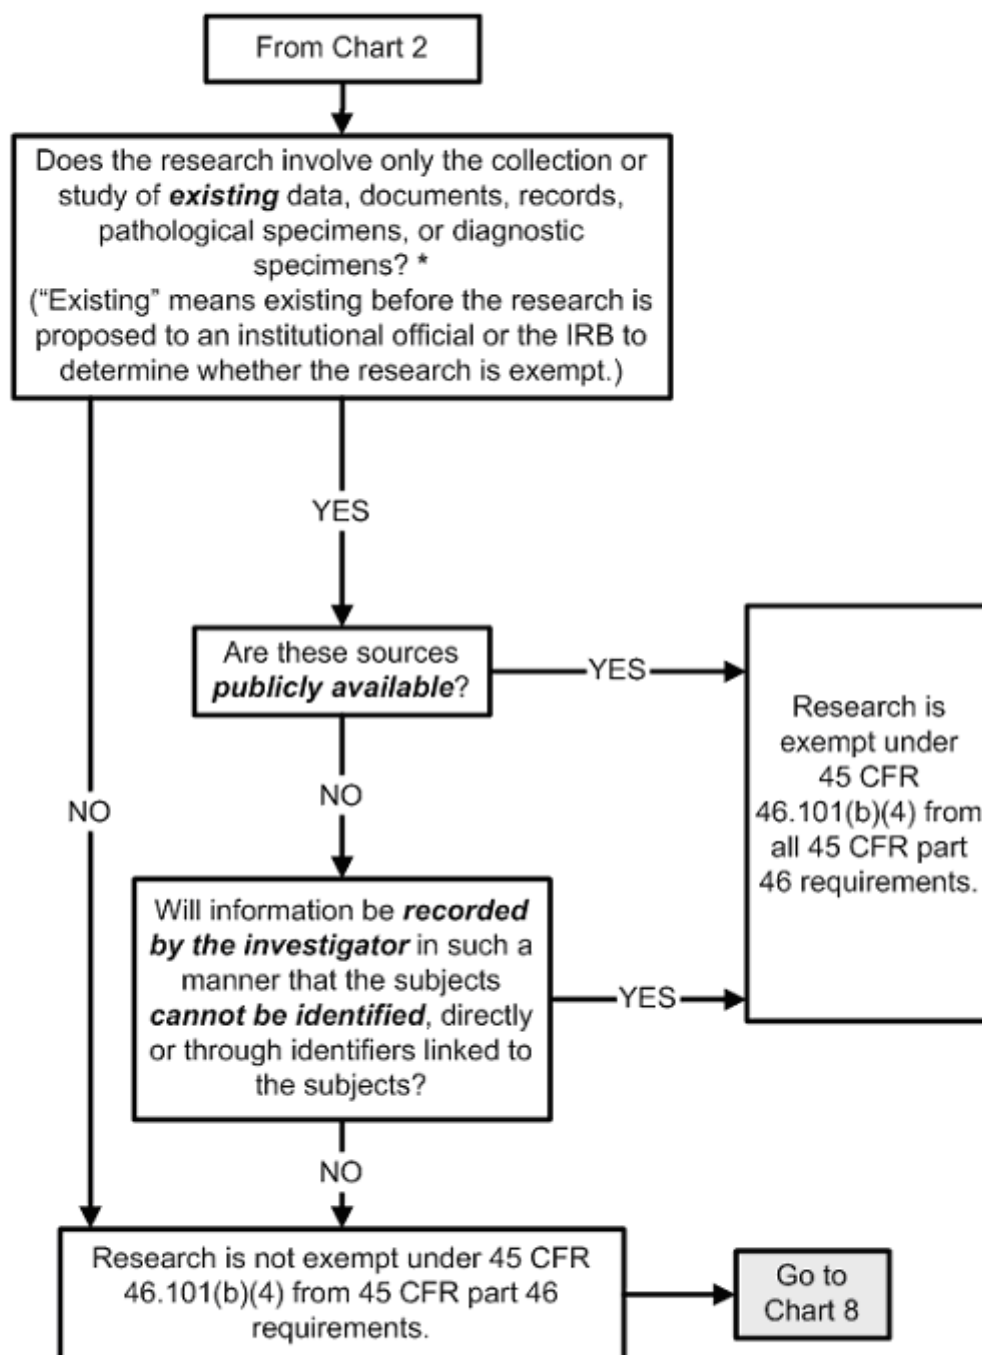 From Chart 2
Does the research involve only the collection or
study of existing data, documents, records,
pathological specimens, or diagnostic
specimens? *
(“Existing” means existing before the research is
proposed to an institutional official or the IRB to
determine whether the research is exempt.)
YES
Are these sources
publicly available?
YES
Research is
exempt under
45 CFR
46.101(b)(4) from
all 45 CFR part
46 requirements.
NO
NO
Will information be recorded
by the investigator in such a
manner that the subjects
cannot be identified, directly
or through identifiers linked to
the subjects?
YES
NO
Research is not exempt under 45 CFR
46.101(b)(4) from 45 CFR part 46
requirements.
Go to
Chart 8